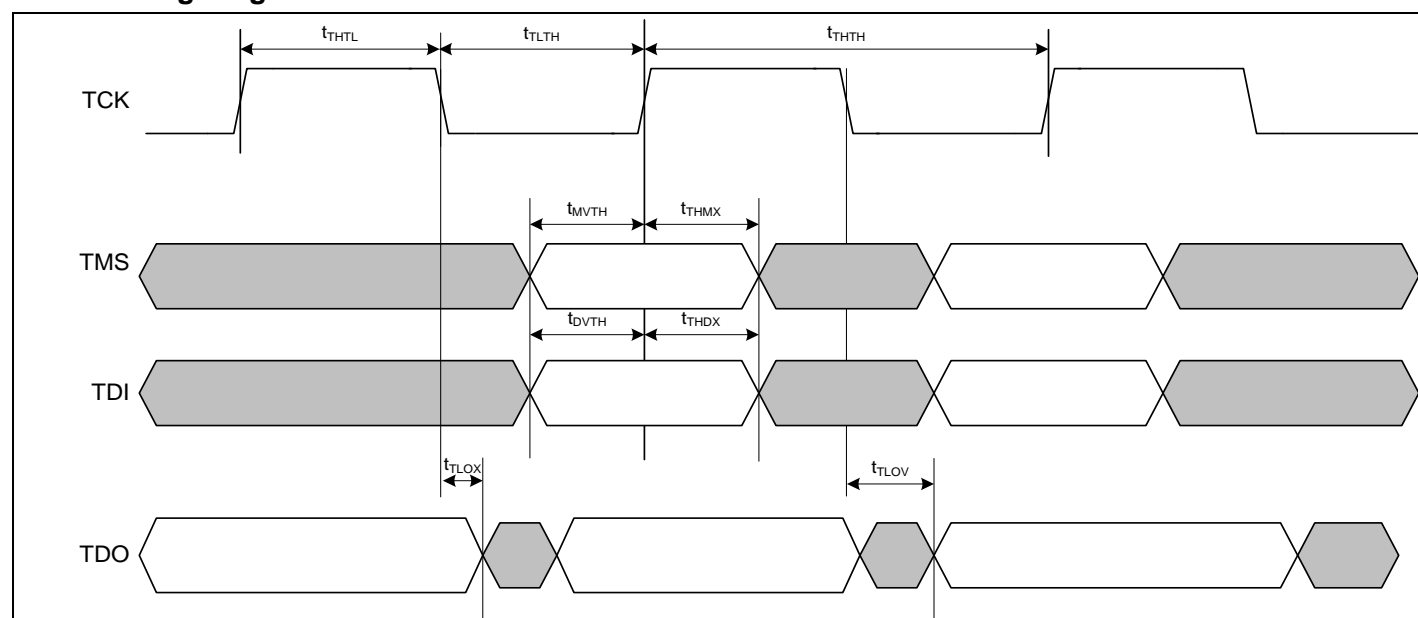 tTHTL tTLTH tTHTH
TCK
tMVTH tTHMX
TMS
tDVTH tTHDX
TDI
tTLOX tTLOV
TDO